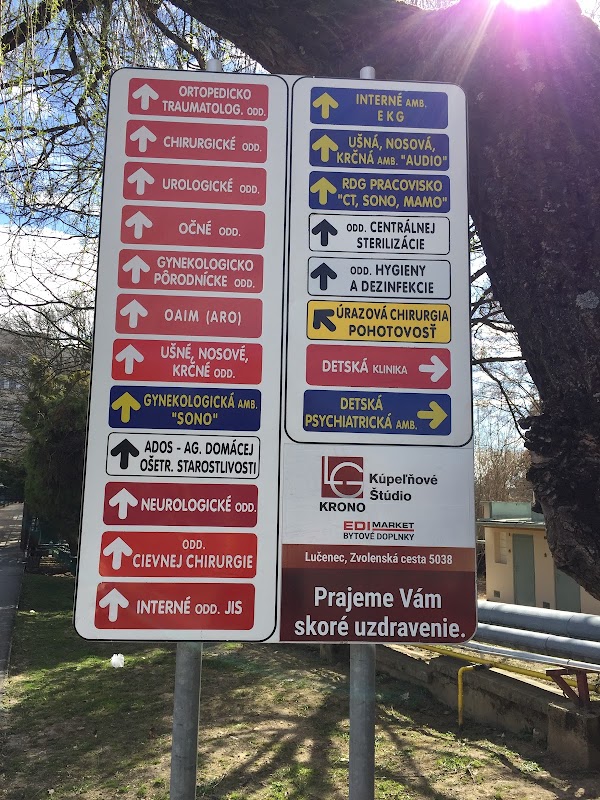 ORTOPEDICKO
TRAUMATOLOG. ODD.
CHIRURGICKÉ ODD.
UROLOGICKÉ ODD.
OČNÉ ODD.
GYNEKOLOGICKO
PÔRODNÍCKE ODD.
OAIM (ARO)
UŠNÉ, NOSOVÉ,
KRČNÉ ODD.
GYNEKOLOGICKÁ AMB.
"SONO"
ADOS - AG. DOMÁCEJ
OŠETR. STAROSTLIVOSTI
NEUROLOGICKÉ ODD.
ODD.
CIEVNEJ CHIRURGIE
INTERNÉ ODD. JIS
INTERNÉ AMB.
E K G
UŠNÁ, NOSOVÁ,
KRČNÁ AMB. "AUDIO"
RDG PRACOVISKO
"CT, SONO, MAMO"
ODD. CENTRÁLNEJ
STERILIZÁCIE
ODD. HYGIENY
A DEZINFEKCIE
ÚRAZOVÁ CHIRURGIA
POHOTOVOSŤ
DETSKÁ KLINIKA
DETSKÁ
PSYCHIATRICKÁ AMB.
LG
KRONO
Kúpeľňové
Štúdio
EDI MARKET
BYTOVÉ DOPLNKY
Lučenec, Zvolenská cesta 5038
Prajeme Vám
skoré uzdravenie.